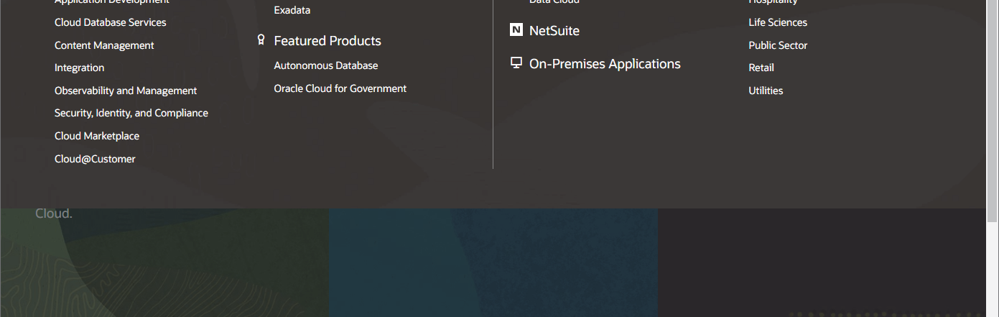 Application Development
Cloud Database Services
Content Management
Integration
Observability and Management
Security, Identity, and Compliance
Cloud Marketplace
Cloud@Customer
Exadata
Featured Products
Autonomous Database
Oracle Cloud for Government
Data Cloud
N NetSuite
On-Premises Applications
Hospitality
Life Sciences
Public Sector
Retail
Utilities
Cloud.